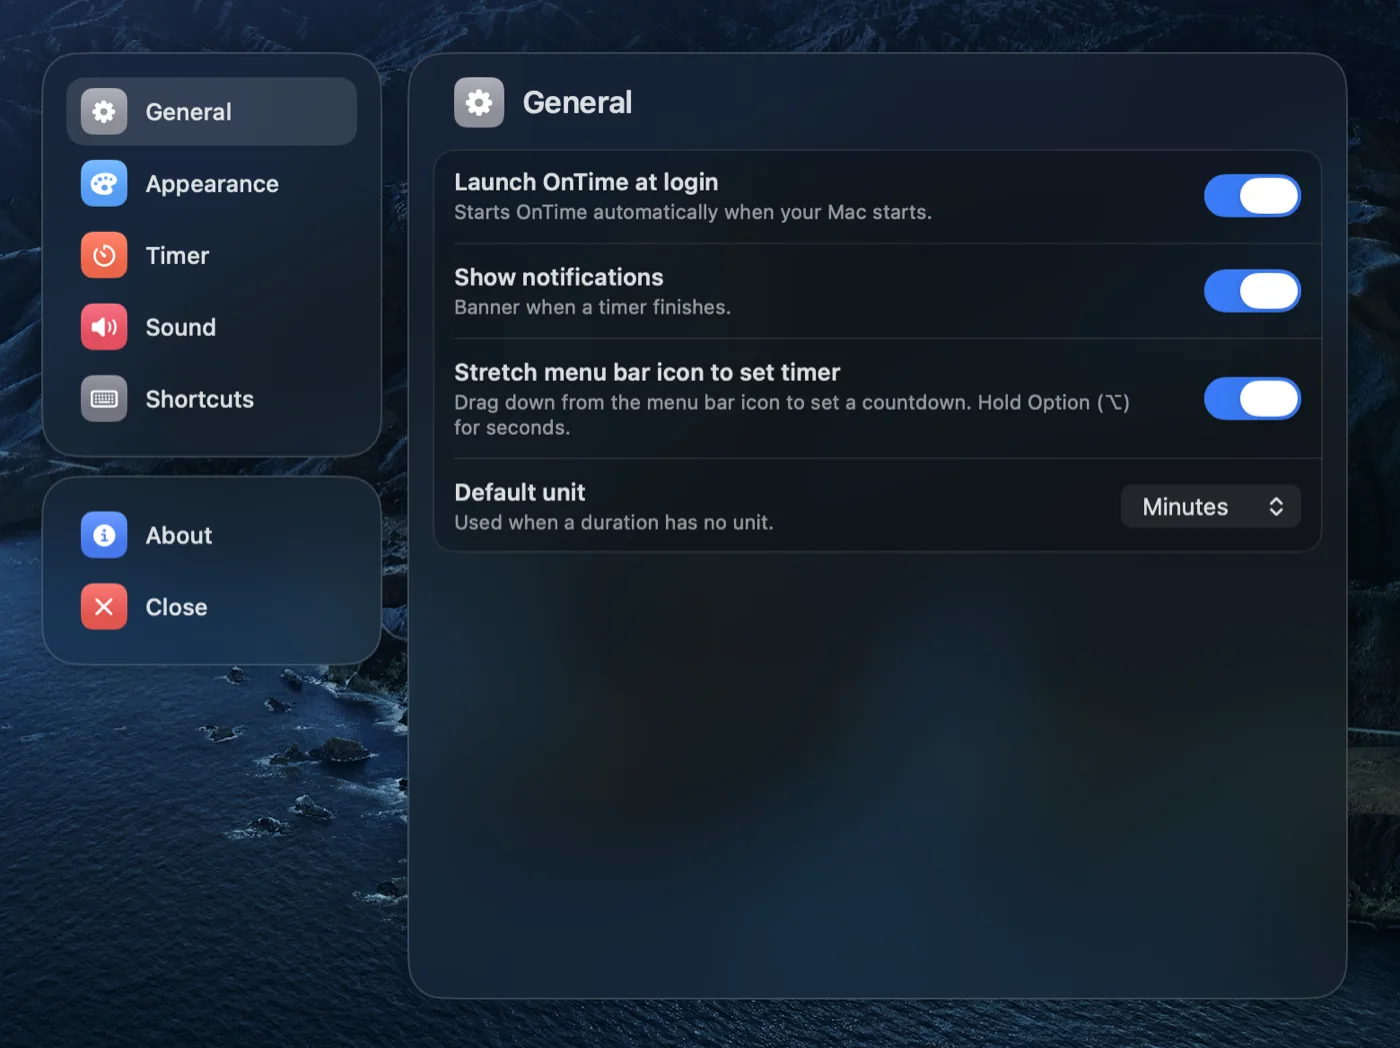 General
Appearance
Timer
Sound
Shortcuts
About
Close
General
Launch OnTime at login
Starts OnTime automatically when your Mac starts.
Show notifications
Banner when a timer finishes.
Stretch menu bar icon to set timer
Drag down from the menu bar icon to set a countdown. Hold Option (⌥)
for seconds.
Default unit
Used when a duration has no unit.
Minutes